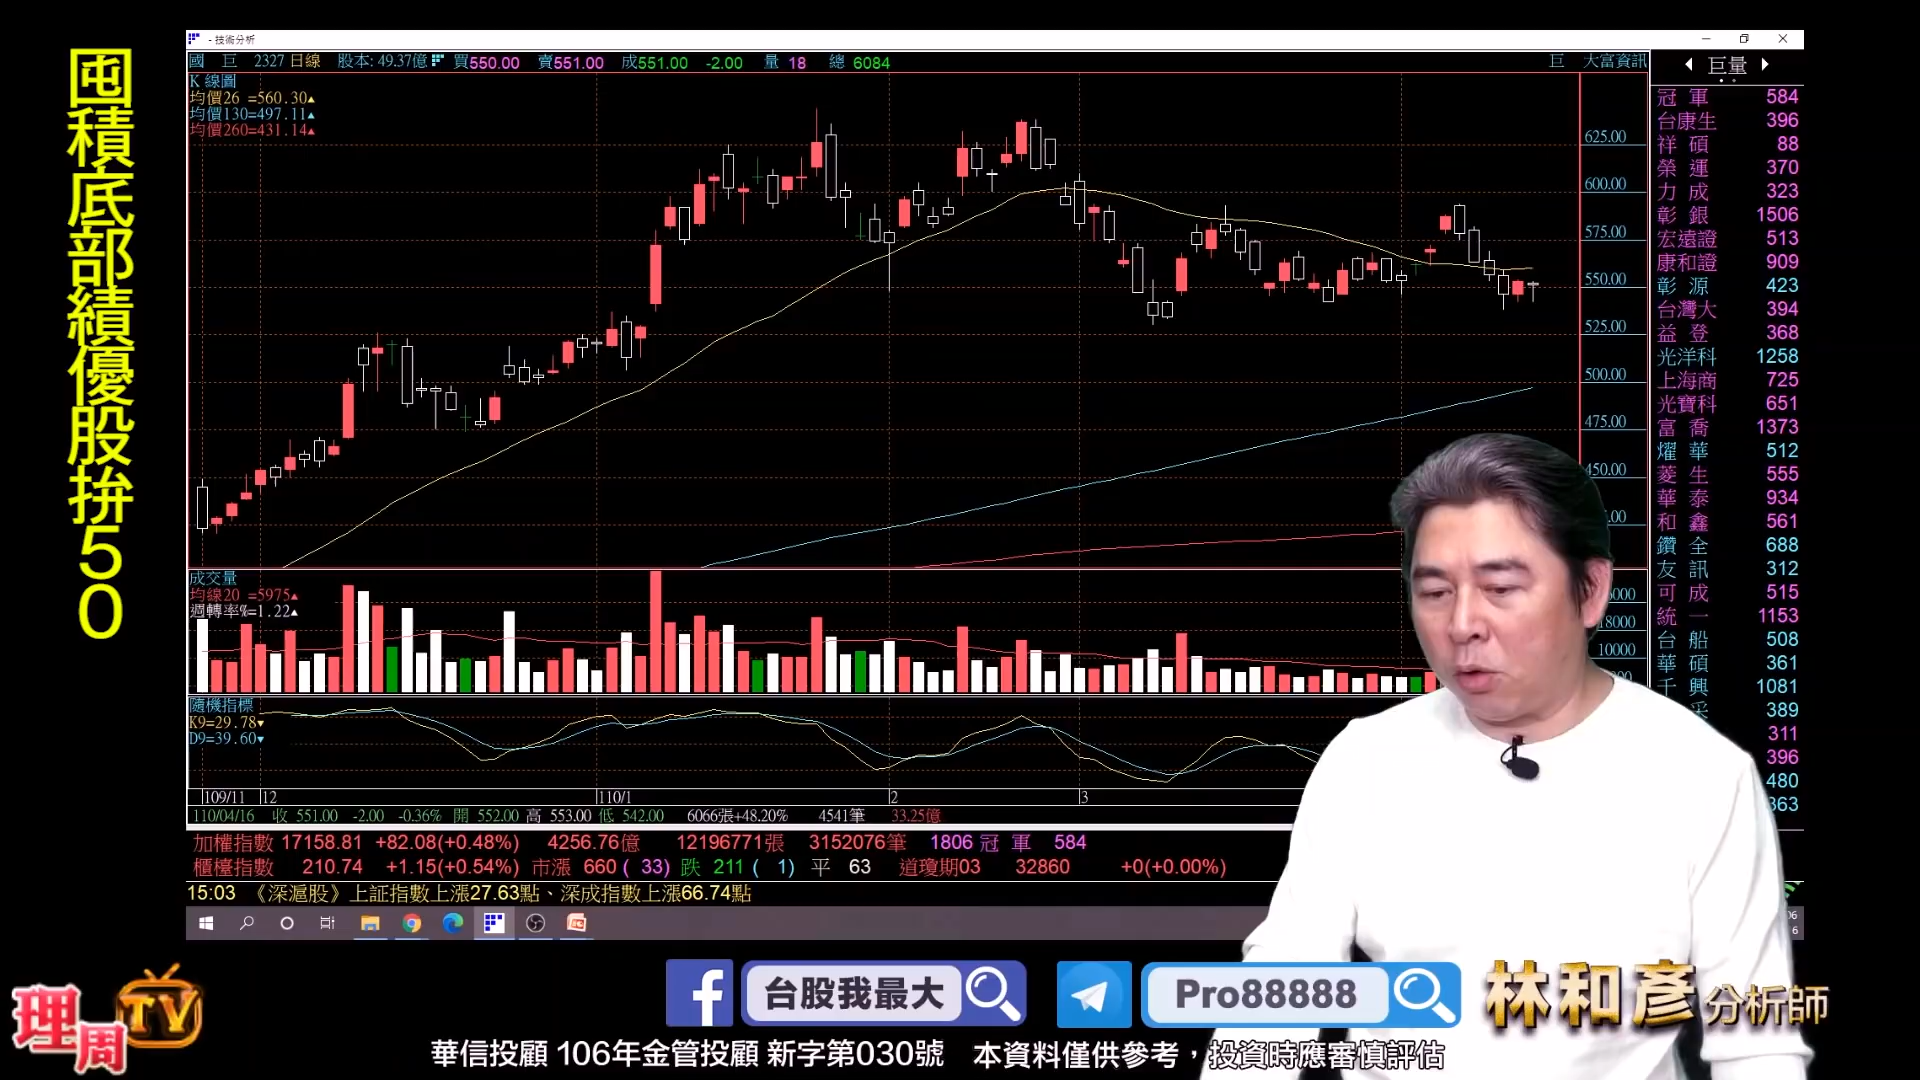 囤積底部績優股拚50
- 技術分析
國 巨 2327 日線 股本: 49.37億 買550.00 賣551.00 成551.00 -2.00 量 18 總 6084 巨 大富資訊
K 線圖
均價26 =560.30▲
均價130=497.11▲
均價260=431.14▲
625.00
600.00
575.00
550.00
525.00
500.00
475.00
450.00
成交量
均線20 =5975▲
週轉率%=1.22▲
18000
10000
隨機指標
K9=29.78▼
D9=39.60▼
109/11 12 110/1 2 3
110/04/16 收 551.00 -2.00 -0.36% 開 552.00 高 553.00 低 542.00 6066張+48.20% 4541筆 33.25億
加權指數 17158.81 +82.08(+0.48%) 4256.76億 12196771張 3152076筆 1806 冠 軍 584
櫃檯指數 210.74 +1.15(+0.54%) 市漲 660 ( 33) 跌 211 ( 1) 平 63 道瓊期03 32860 +0(+0.00%)
15:03 《深滬股》上証指數上漲27.63點、深成指數上漲66.74點
巨量
冠軍 584
台康生 396
祥碩 88
榮運 370
力成 323
彰銀 1506
宏遠證 513
康和證 909
彰源 423
台灣大 394
益登 368
光洋科 1258
上海商 725
光寶科 651
富喬 1373
燿華 512
菱生 555
華泰 934
和鑫 561
鑽全 688
友訊 312
可成 515
統一 1153
台船 508
華碩 361
千興 1081
389
311
396
480
363
理周TV
台股我最大
Pro88888
林和彥分析師
華信投顧 106年金管投顧 新字第030號 本資料僅供參考，投資時應審慎評估